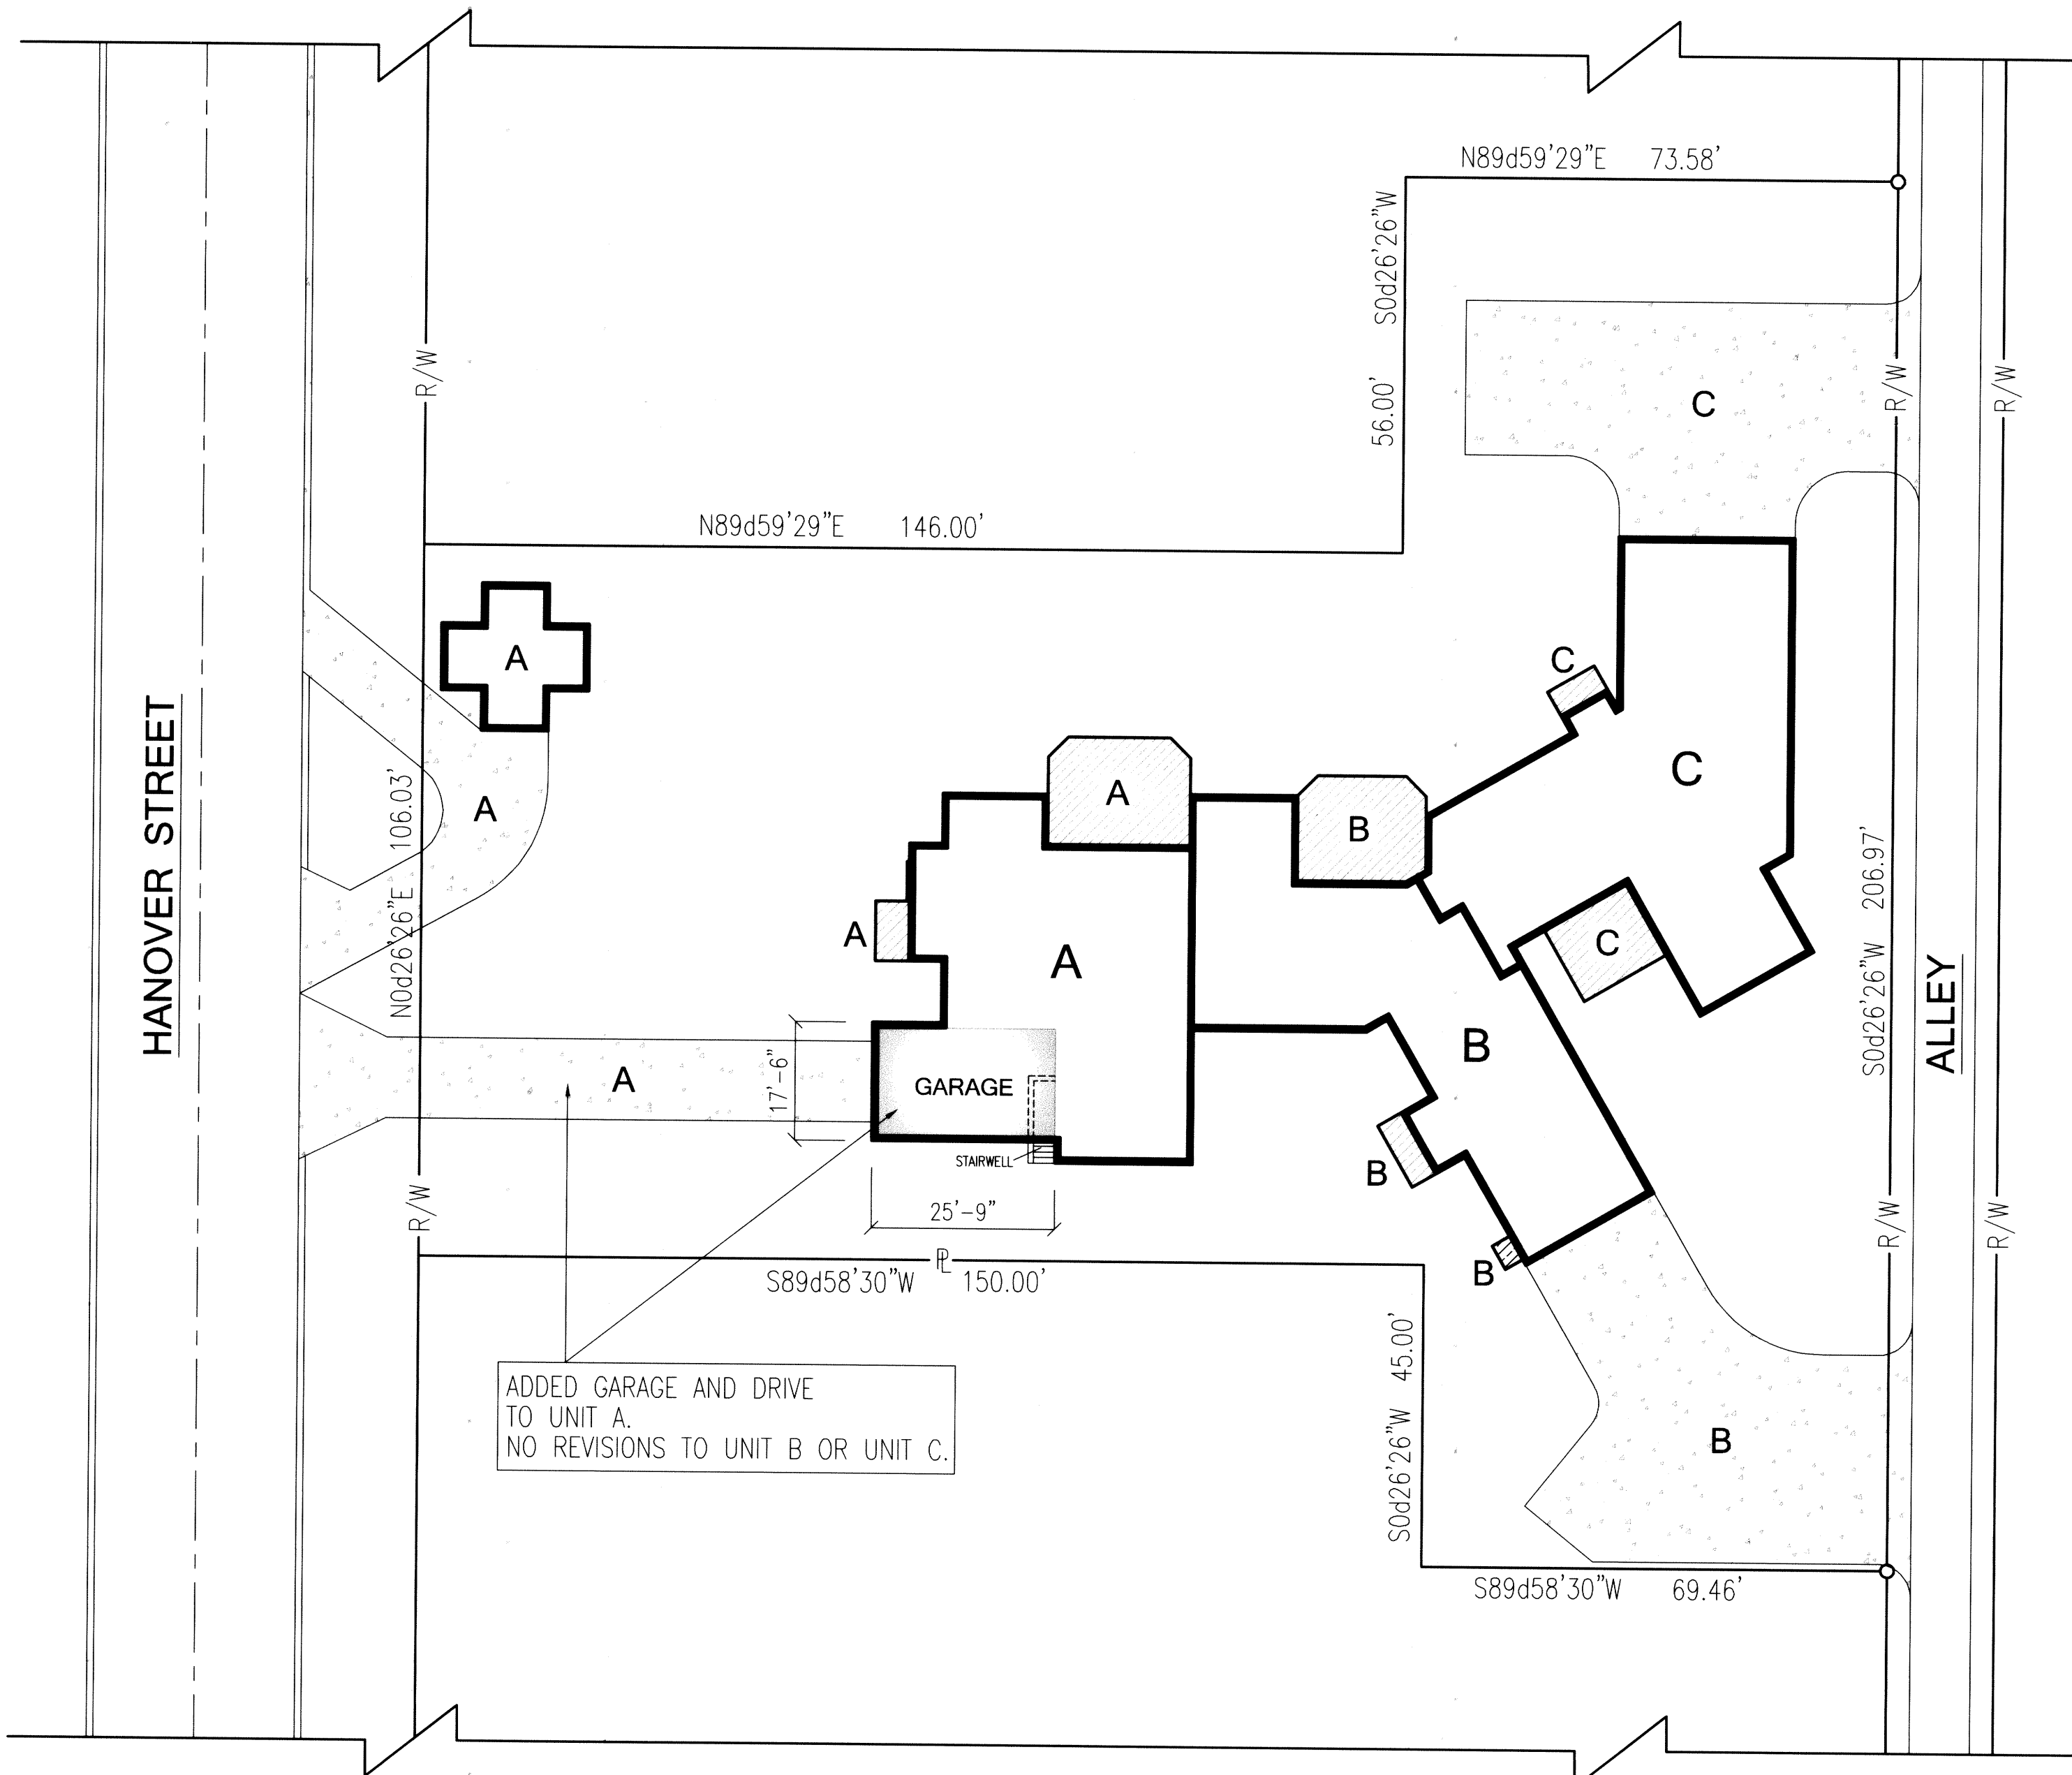 N89d59'29"E 73.58'
S0d26'26"W
56.00'
R/W
R/W
R/W
C
N89d59'29"E 146.00'
A
C
C
A
A
B
HANOVER STREET
N0d26'26"E 106.03'
S0d26'26"W 206.97'
A
A
C
ALLEY
B
17'-6"
A
GARAGE
STAIRWELL
B
R/W
25'-9"
R/W
R/W
PL
B
S89d58'30"W 150.00'
S0d26'26"W 45.00'
ADDED GARAGE AND DRIVE
TO UNIT A.
NO REVISIONS TO UNIT B OR UNIT C.
B
S89d58'30"W 69.46'